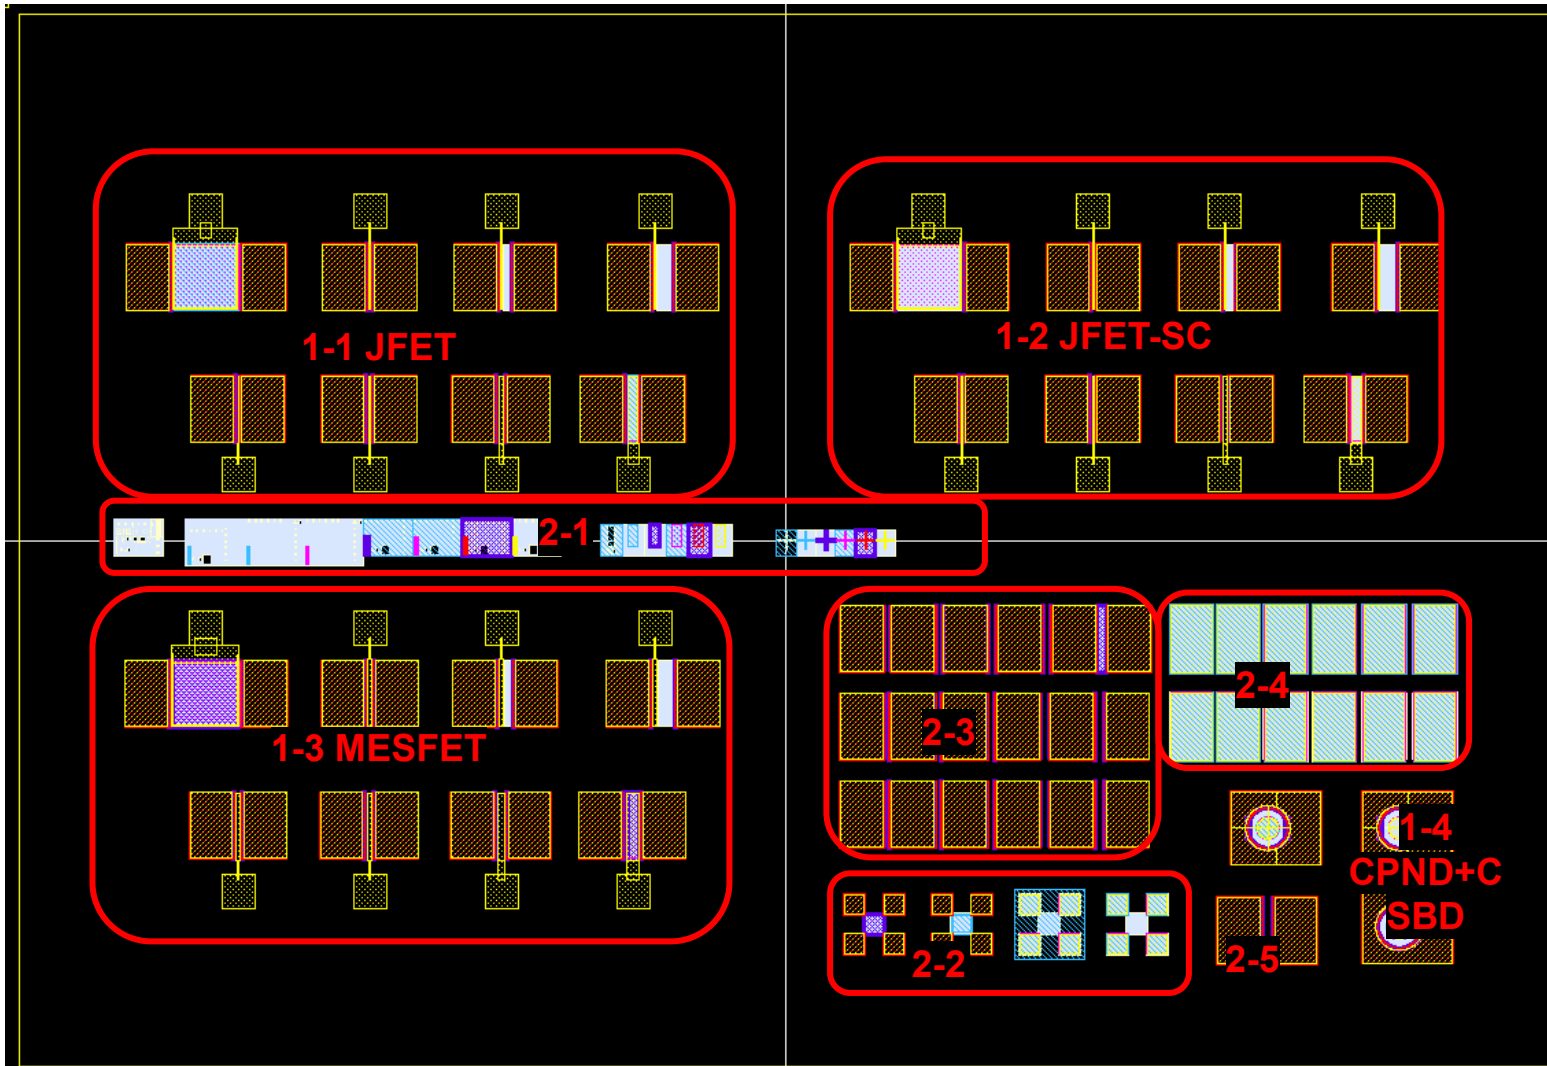 1-1 JFET
1-2 JFET-SC
2-1
1-3 MESFET
2-3
2-4
1-4
CPND+C
SBD
2-2
2-5